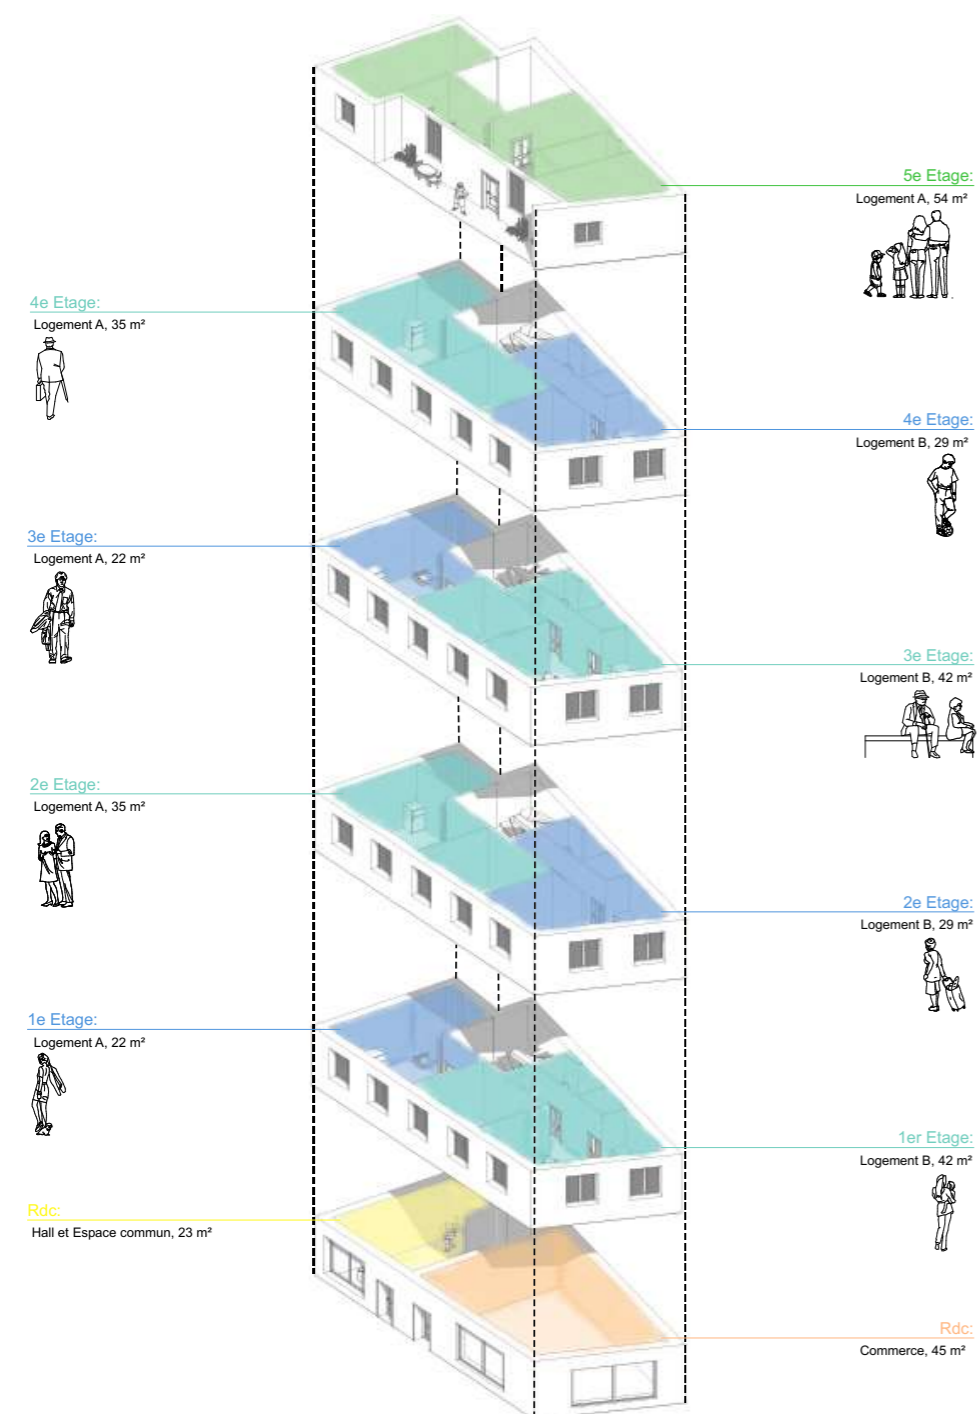 5e Etage:
Logement A, 54 m²
4e Etage:
Logement A, 35 m²
4e Etage:
Logement B, 29 m²
3e Etage:
Logement A, 22 m²
3e Etage:
Logement B, 42 m²
2e Etage:
Logement A, 35 m²
2e Etage:
Logement B, 29 m²
1e Etage:
Logement A, 22 m²
1er Etage:
Logement B, 42 m²
Rdc:
Hall et Espace commun, 23 m²
Rdc:
Commerce, 45 m²